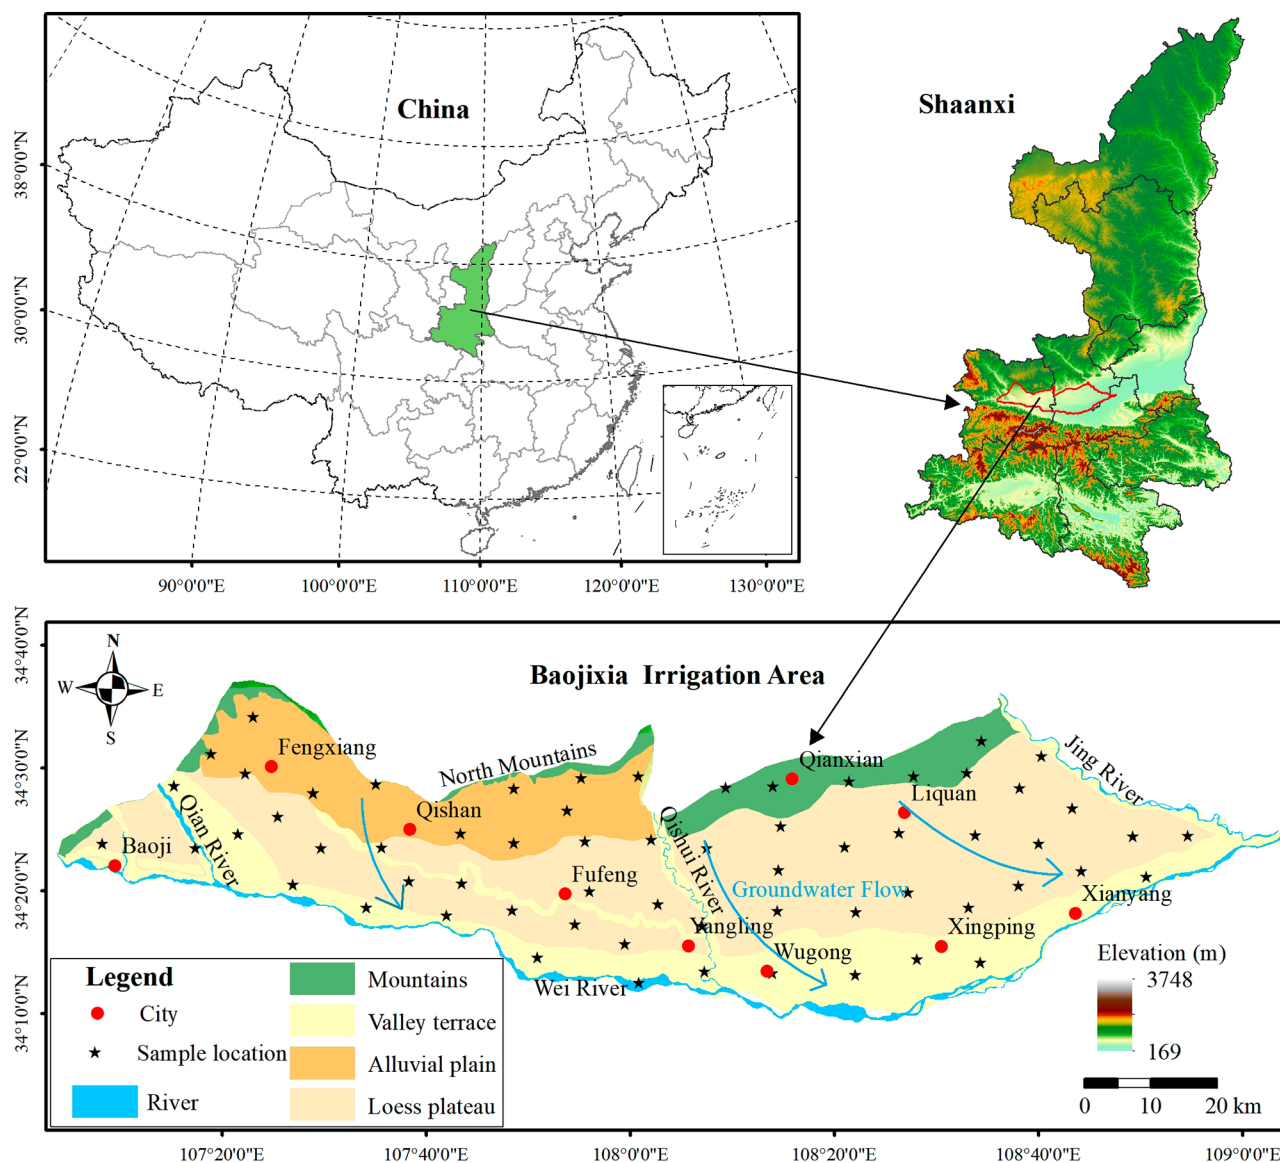 China
Shaanxi
38°0'0"N
30°0'0"N
22°0'0"N
90°0'0"E
100°0'0"E
110°0'0"E
120°0'0"E
130°0'0"E
Baojixia Irrigation Area
N
W
E
S
34°40'0"N
34°30'0"N
34°20'0"N
34°10'0"N
Fengxiang
North Mountains
Qianxian
Jing River
Qishan
Liquan
Qian River
Baoji
Qishui River
Fufeng
Groundwater Flow
Xianyang
Yangling
Xingping
Wugong
Wei River
Legend
City
Sample location
River
Mountains
Valley terrace
Alluvial plain
Loess plateau
Elevation (m)
3748
169
0 10 20 km
107°20'0"E
107°40'0"E
108°0'0"E
108°20'0"E
108°40'0"E
109°0'0"E